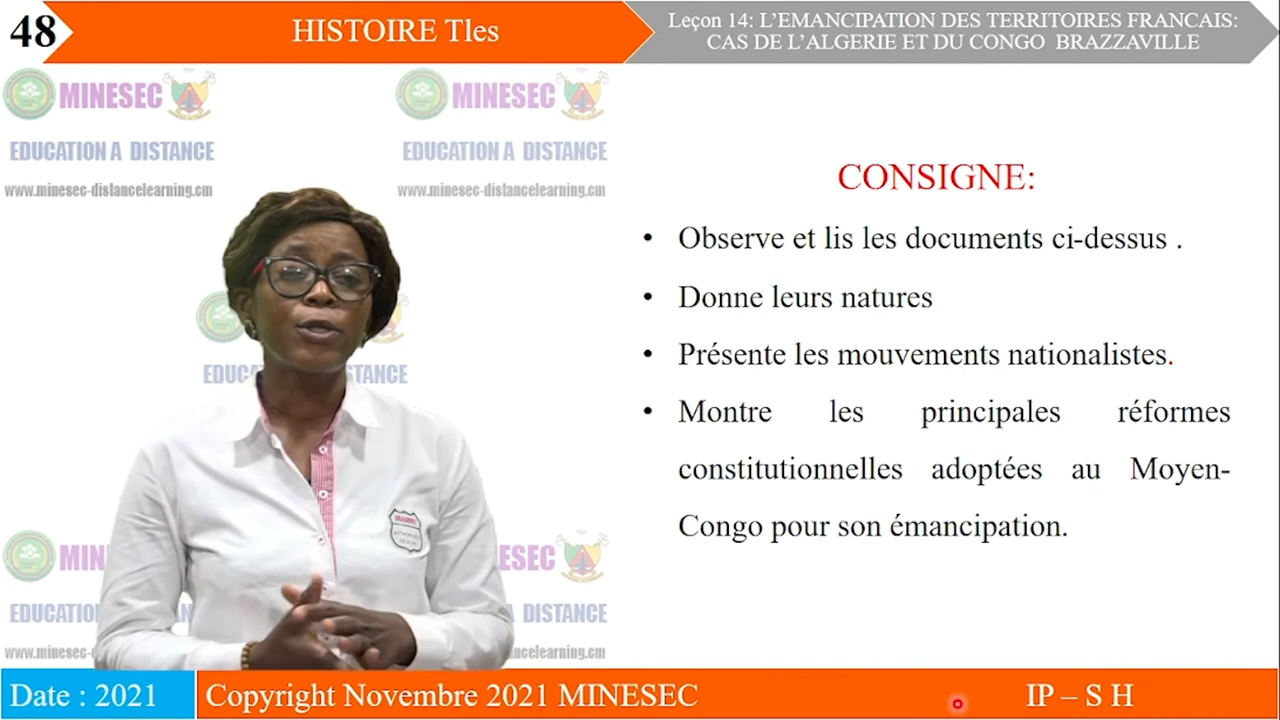 48
HISTOIRE Tles
Leçon 14: L’EMANCIPATION DES TERRITOIRES FRANCAIS:
CAS DE L’ALGERIE ET DU CONGO BRAZZAVILLE
MINESEC
EDUCATION A DISTANCE
www.minesec-distancelearning.cm
MINESEC
EDUCATION A DISTANCE
www.minesec-distancelearning.cm
CONSIGNE:
• Observe et lis les documents ci-dessus .
• Donne leurs natures
• Présente les mouvements nationalistes.
• Montre les principales réformes
constitutionnelles adoptées au Moyen-
Congo pour son émancipation.
Date : 2021
Copyright Novembre 2021 MINESEC
IP – S H